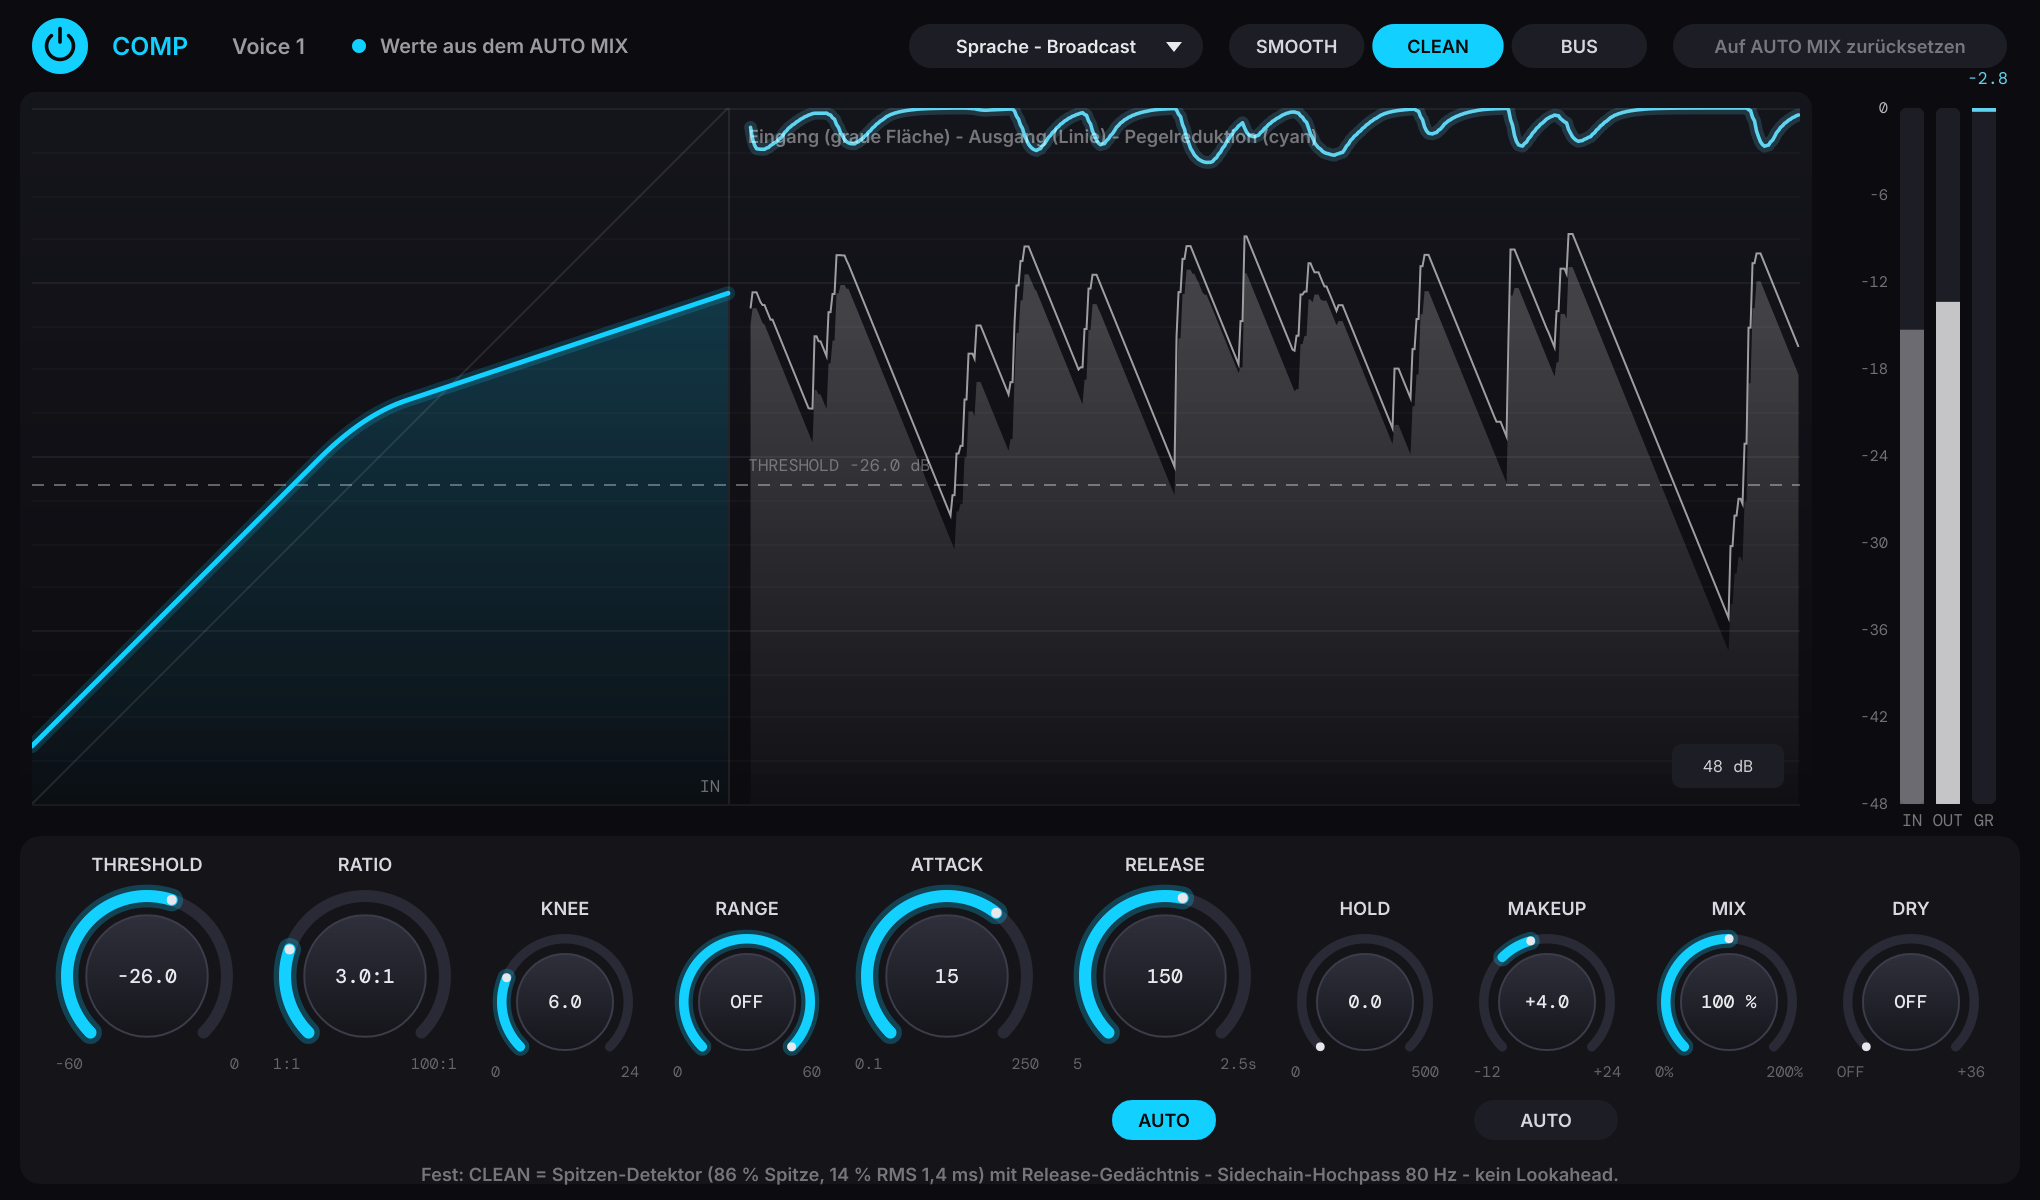 COMP Voice 1 Werte aus dem AUTO MIX Sprache - Broadcast SMOOTH CLEAN BUS Auf AUTO MIX zurücksetzen
-2.8
Eingang (graue Fläche) - Ausgang (Linie) - Pegelreduktion (cyan)
0
-6
-12
-18
-24
-30
-36
-42
-48
THRESHOLD -26.0 dB
48 dB
IN
IN OUT GR
THRESHOLD RATIO KNEE RANGE ATTACK RELEASE HOLD MAKEUP MIX DRY
-26.0 3.0:1 6.0 OFF 15 150 0.0 +4.0 100 % OFF
-60 0 1:1 100:1 0 24 0 60 0.1 250 5 2.5s 0 500 -12 +24 0% 200% OFF +36
AUTO AUTO
Fest: CLEAN = Spitzen-Detektor (86 % Spitze, 14 % RMS 1,4 ms) mit Release-Gedächtnis - Sidechain-Hochpass 80 Hz - kein Lookahead.